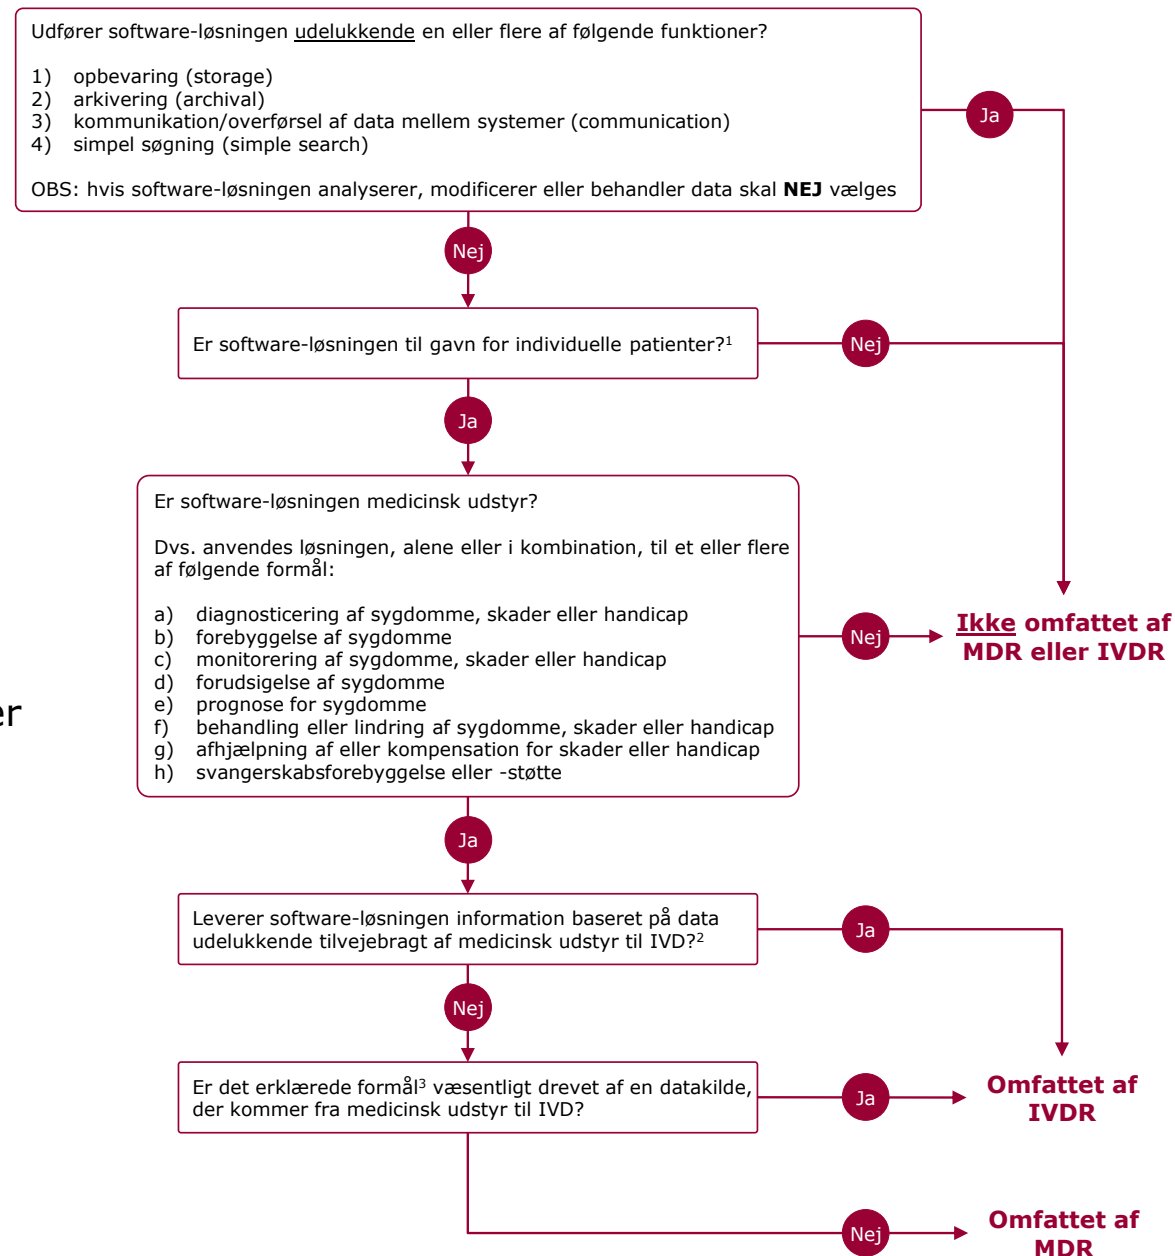 Udfører software-løsningen udelukkende en eller flere af følgende funktioner?
1) opbevaring (storage)
2) arkivering (archival)
3) kommunikation/overførsel af data mellem systemer (communication)
4) simpel søgning (simple search)
OBS: hvis software-løsningen analyserer, modificerer eller behandler data skal NEJ vælges
Ja
Nej
Er software-løsningen til gavn for individuelle patienter?1
Nej
Ja
Er software-løsningen medicinsk udstyr?
Dvs. anvendes løsningen, alene eller i kombination, til et eller flere
af følgende formål:
a) diagnosticering af sygdomme, skader eller handicap
b) forebyggelse af sygdomme
c) monitorering af sygdomme, skader eller handicap
d) forudsigelse af sygdomme
e) prognose for sygdomme
f) behandling eller lindring af sygdomme, skader eller handicap
g) afhjælpning af eller kompensation for skader eller handicap
h) svangerskabsforebyggelse eller -støtte
Nej
Ikke omfattet af
MDR eller IVDR
er
Ja
Leverer software-løsningen information baseret på data
udelukkende tilvejebragt af medicinsk udstyr til IVD?2
Ja
Nej
Er det erklærede formål3 væsentligt drevet af en datakilde,
der kommer fra medicinsk udstyr til IVD?
Ja
Omfattet af
IVDR
Nej
Omfattet af
MDR